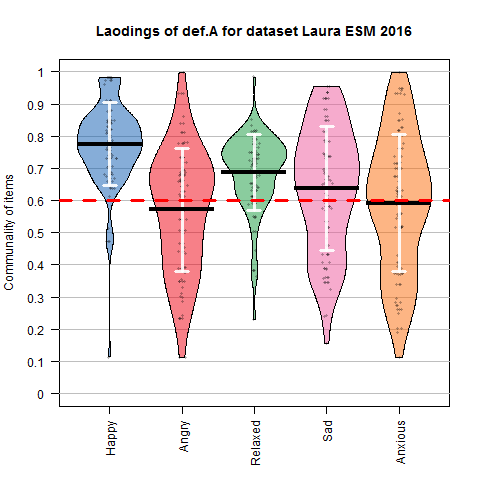 Laodings of def.A for dataset Laura ESM 2016
Communality of items
1
0.9
0.8
0.7
0.6
0.5
0.4
0.3
0.2
0.1
0
Happy
Angry
Relaxed
Sad
Anxious